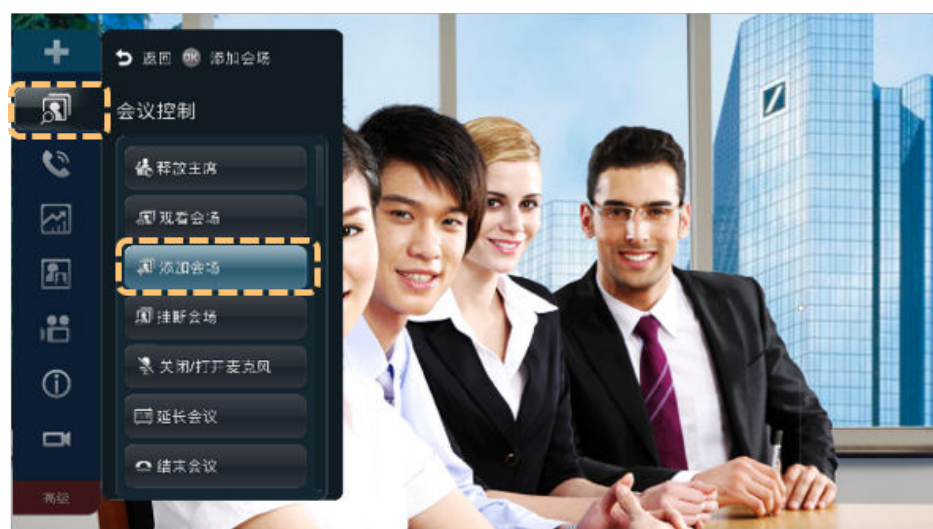 返回 OK 添加会场
会议控制
释放主席
观看会场
添加会场
挂断会场
关闭/打开麦克风
延长会议
结束会议
高级